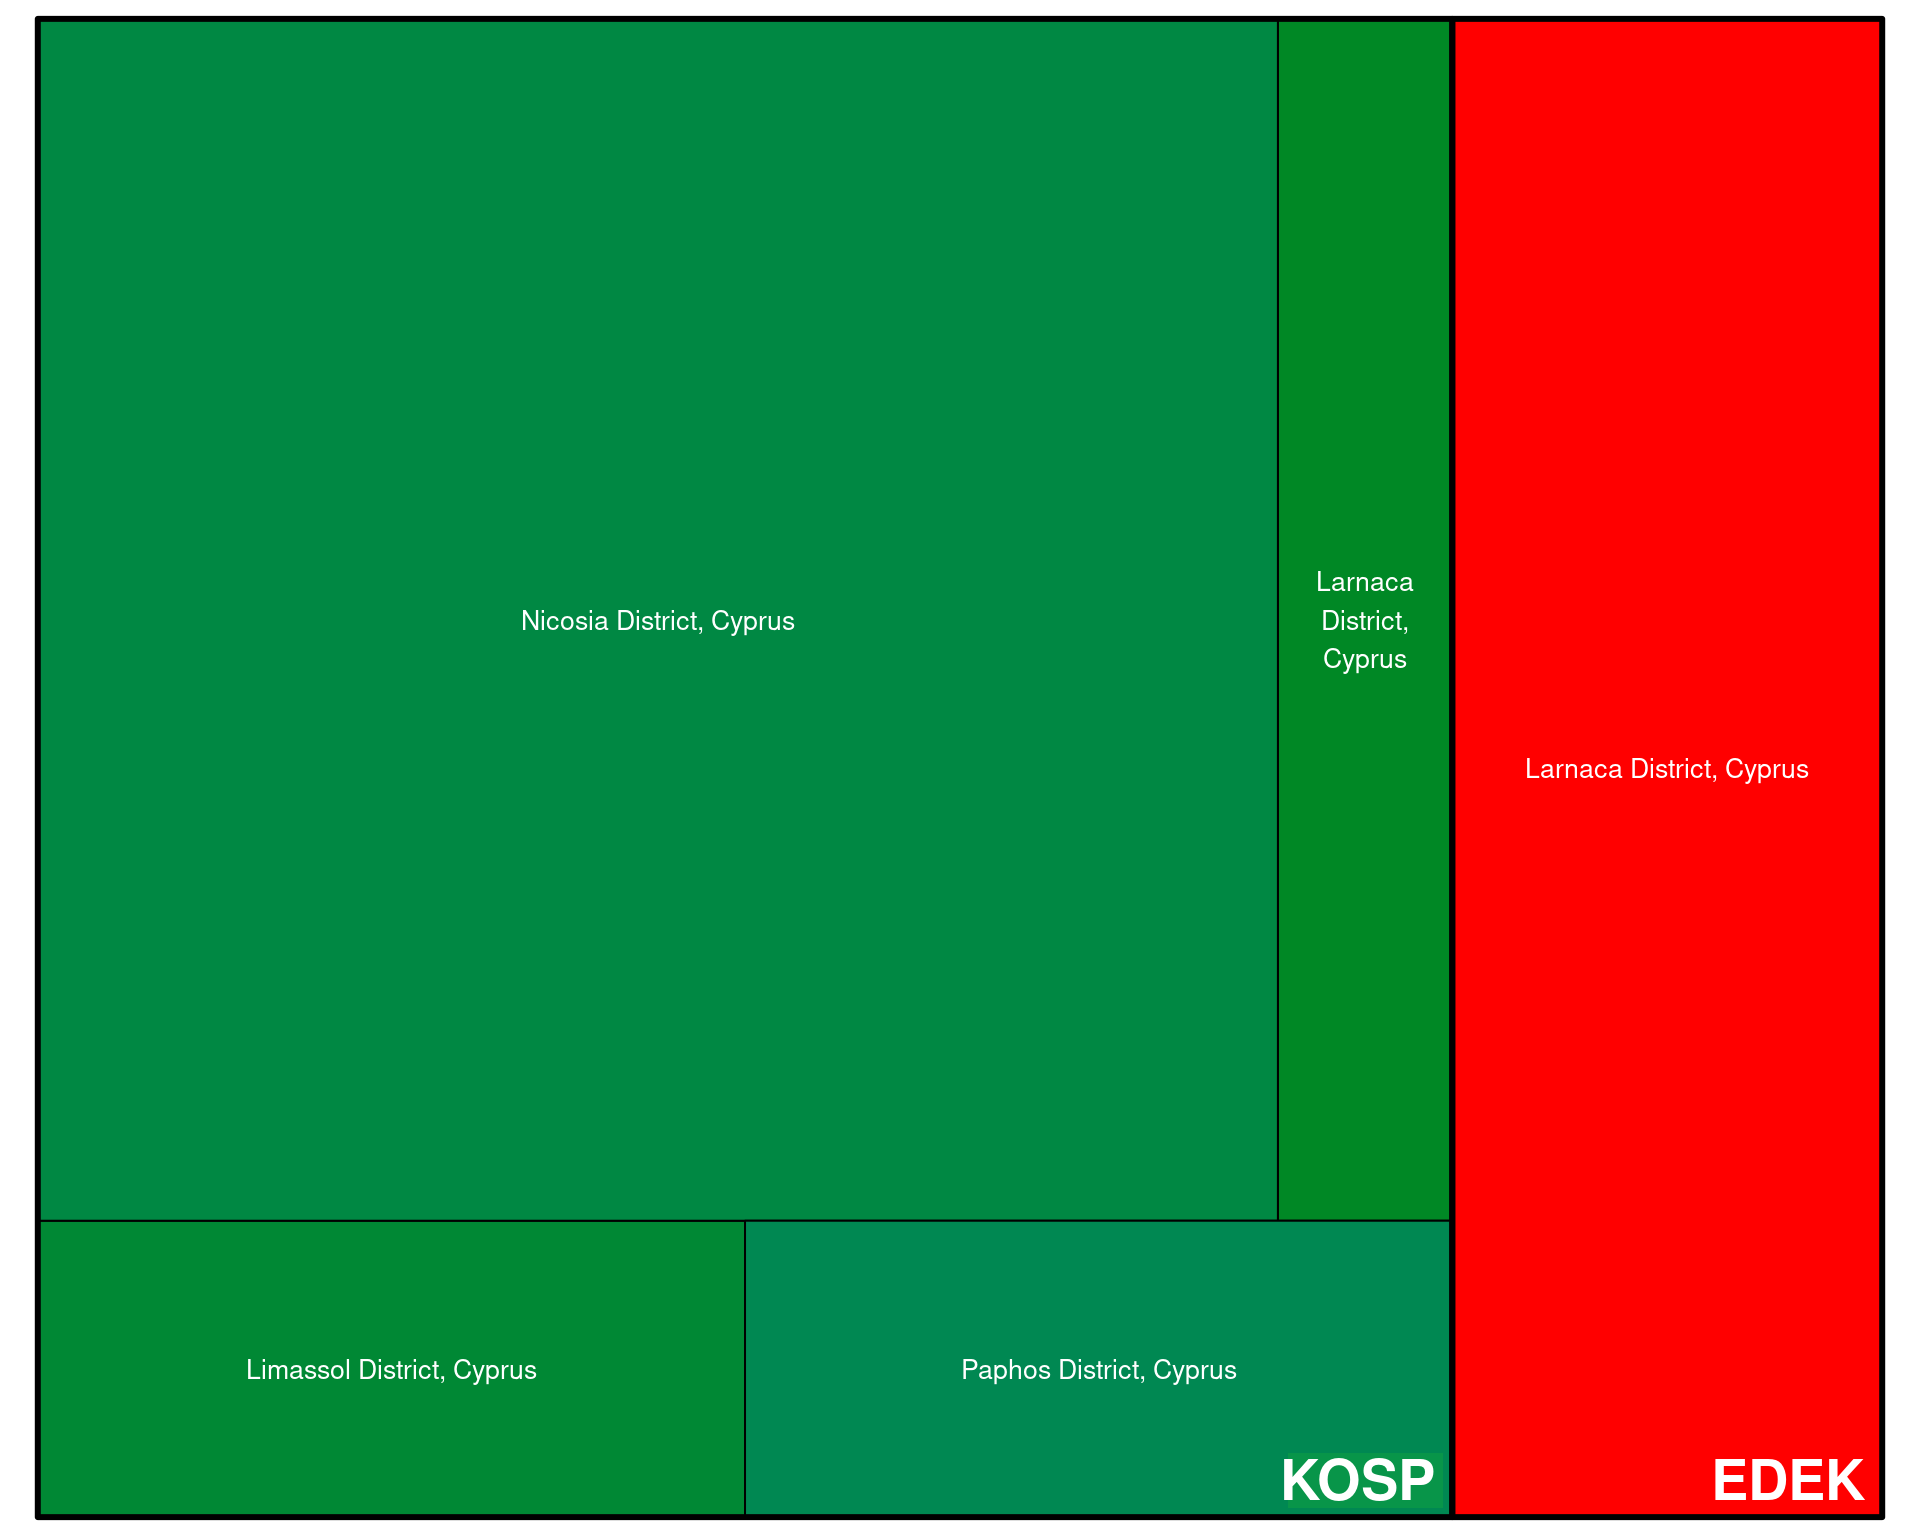 Nicosia District, Cyprus
Larnaca
District,
Cyprus
Larnaca District, Cyprus
Limassol District, Cyprus
Paphos District, Cyprus
KOSP
EDEK